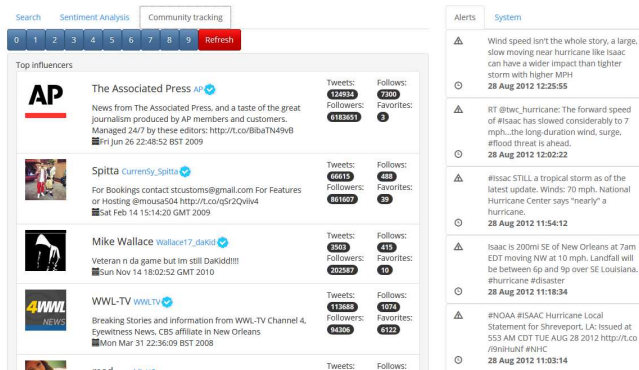 Search Sentiment Analysis Community tracking
0 1 2 3 4 5 6 7 8 9 Refresh
Top influencers
AP
The Associated Press AP
News from The Associated Press, and a taste of the great
journalism produced by AP members and customers.
Managed 24/7 by these editors: http://t.co/BibaTN49vB
Fri Jun 26 22:48:52 BST 2009
Tweets: Follows:
124934 7300
Followers: Favorites:
6183651 3
Spitta CurrenSy_Spitta
For Bookings contact stcustoms@gmail.com For Features
or Hosting @mousa504 http://t.co/qSr2Qviiv4
Sat Feb 14 15:14:20 GMT 2009
Tweets: Follows:
66615 488
Followers: Favorites:
861607 39
Mike Wallace Wallace17_daKid
Veteran n da game but Im still DaKidd!!!!
Sun Nov 14 18:02:52 GMT 2010
Tweets: Follows:
3503 415
Followers: Favorites:
202587 10
4WWL
NEWS
WWL-TV WWLTV
Breaking Stories and information from WWL-TV Channel 4,
Eyewitness News, CBS affiliate in New Orleans
Mon Mar 31 22:36:09 BST 2008
Tweets: Follows:
113688 1074
Followers: Favorites:
94306 6122
Tweets: Follows:
Alerts System
Wind speed isn't the whole story, a large,
slow moving near hurricane like Isaac
can have a wider impact than tighter
storm with higher MPH
28 Aug 2012 12:25:55
RT @twc_hurricane: The forward speed
of #Isaac has slowed considerably to 7
mph...the long-duration wind, surge,
#flood threat is ahead.
28 Aug 2012 12:02:22
#Issac STILL a tropical storm as of the
latest update. Winds: 70 mph. National
Hurricane Center says "nearly" a
hurricane.
28 Aug 2012 11:54:12
Isaac is 200mi SE of New Orleans at 7am
EDT moving NW at 10 mph. Landfall will
be between 6p and 9p over SE Louisiana.
#hurricane #disaster
28 Aug 2012 11:18:34
#NOAA #ISAAC Hurricane Local
Statement for Shreveport, LA: Issued at
553 AM CDT TUE AUG 28 2012 http://t.co
/i9niHuNf #NHC
28 Aug 2012 11:03:14